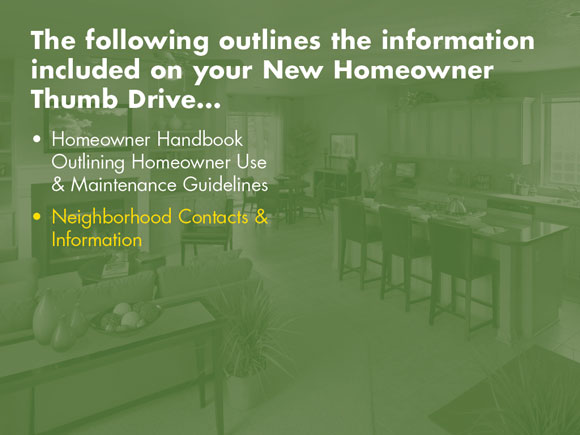 The following outlines the information
included on your New Homeowner
Thumb Drive...
• Homeowner Handbook
Outlining Homeowner Use
& Maintenance Guidelines
• Neighborhood Contacts &
Information